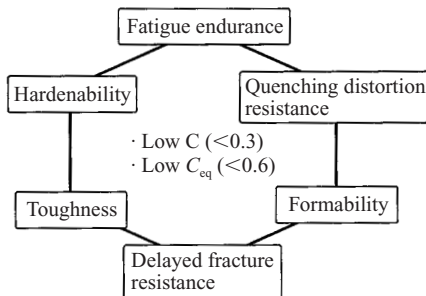 Fatigue endurance
Hardenability
Quenching distortion
resistance
· Low C (<0.3)
· Low Ceq (<0.6)
Toughness
Formability
Delayed fracture
resistance